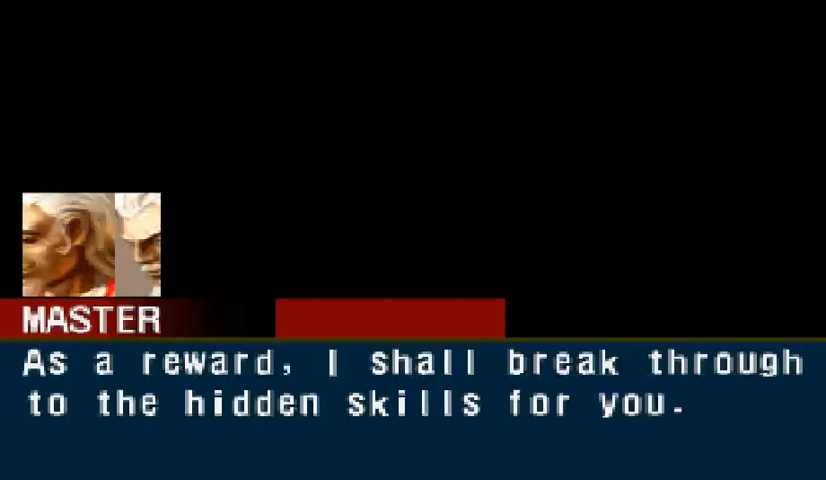 MASTER
As a reward, I shall break through
to the hidden skills for you.